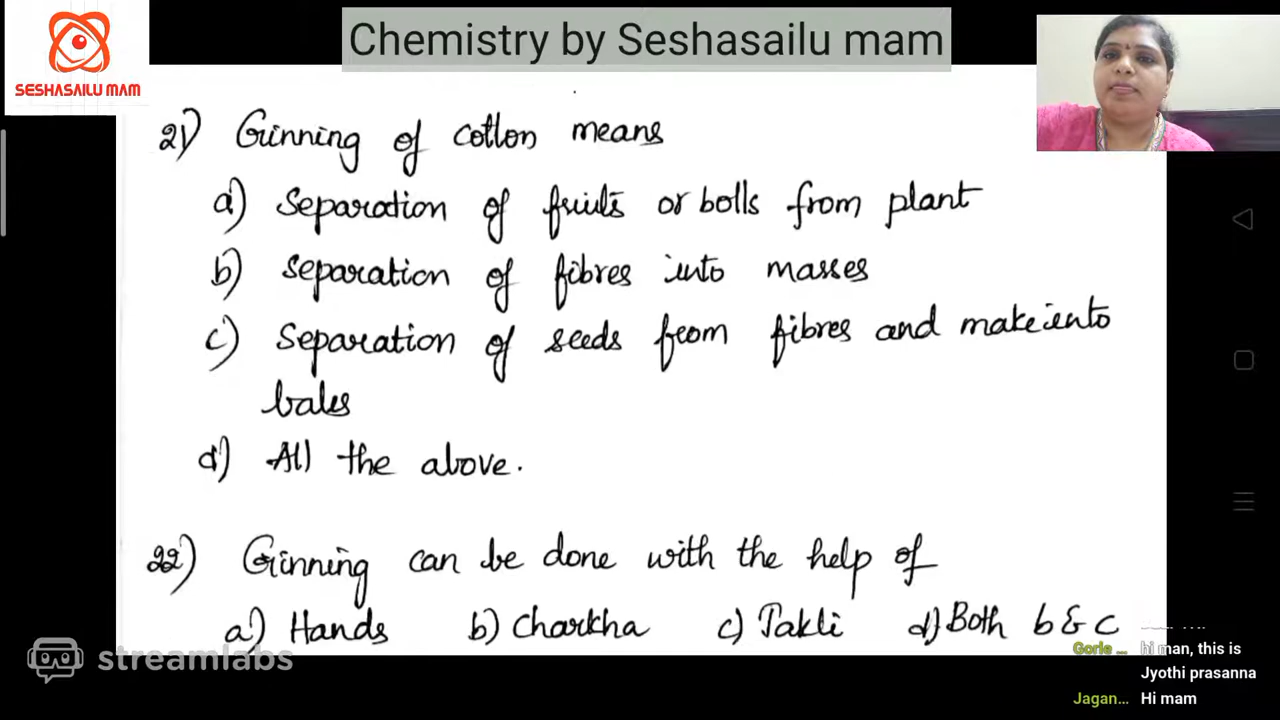 Chemistry by Seshasailu mam
SESHASAILU MAM
21) Ginning of cotton means
a) Separation of fruits or bolls from plant
b) Separation of fibres into masses
c) Separation of seeds from fibres and make into
bales
d) All the above.
22) Ginning can be done with the help of
a) Hands b) Charkha c) Takli d) Both b & c
streamlabs
Gorle ... hi man, this is
Jyothi prasanna
Jagan... Hi mam